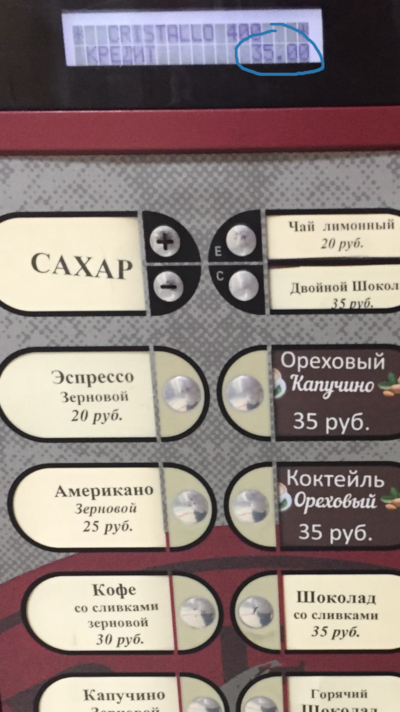 * CRISTALLO 400
КРЕДИТ 35.00
САХАР
+
-
E
C
Чай лимонный
20 руб.
Двойной Шокол
35 руб.
Эспрессо
Зерновой
20 руб.
Ореховый
Капучино
35 руб.
Американо
Зерновой
25 руб.
Коктейль
Ореховый
35 руб.
Кофе
со сливками
зерновой
30 руб.
Шоколад
со сливками
35 руб.
Капучино
Зерновой
Горячий
Шоколад